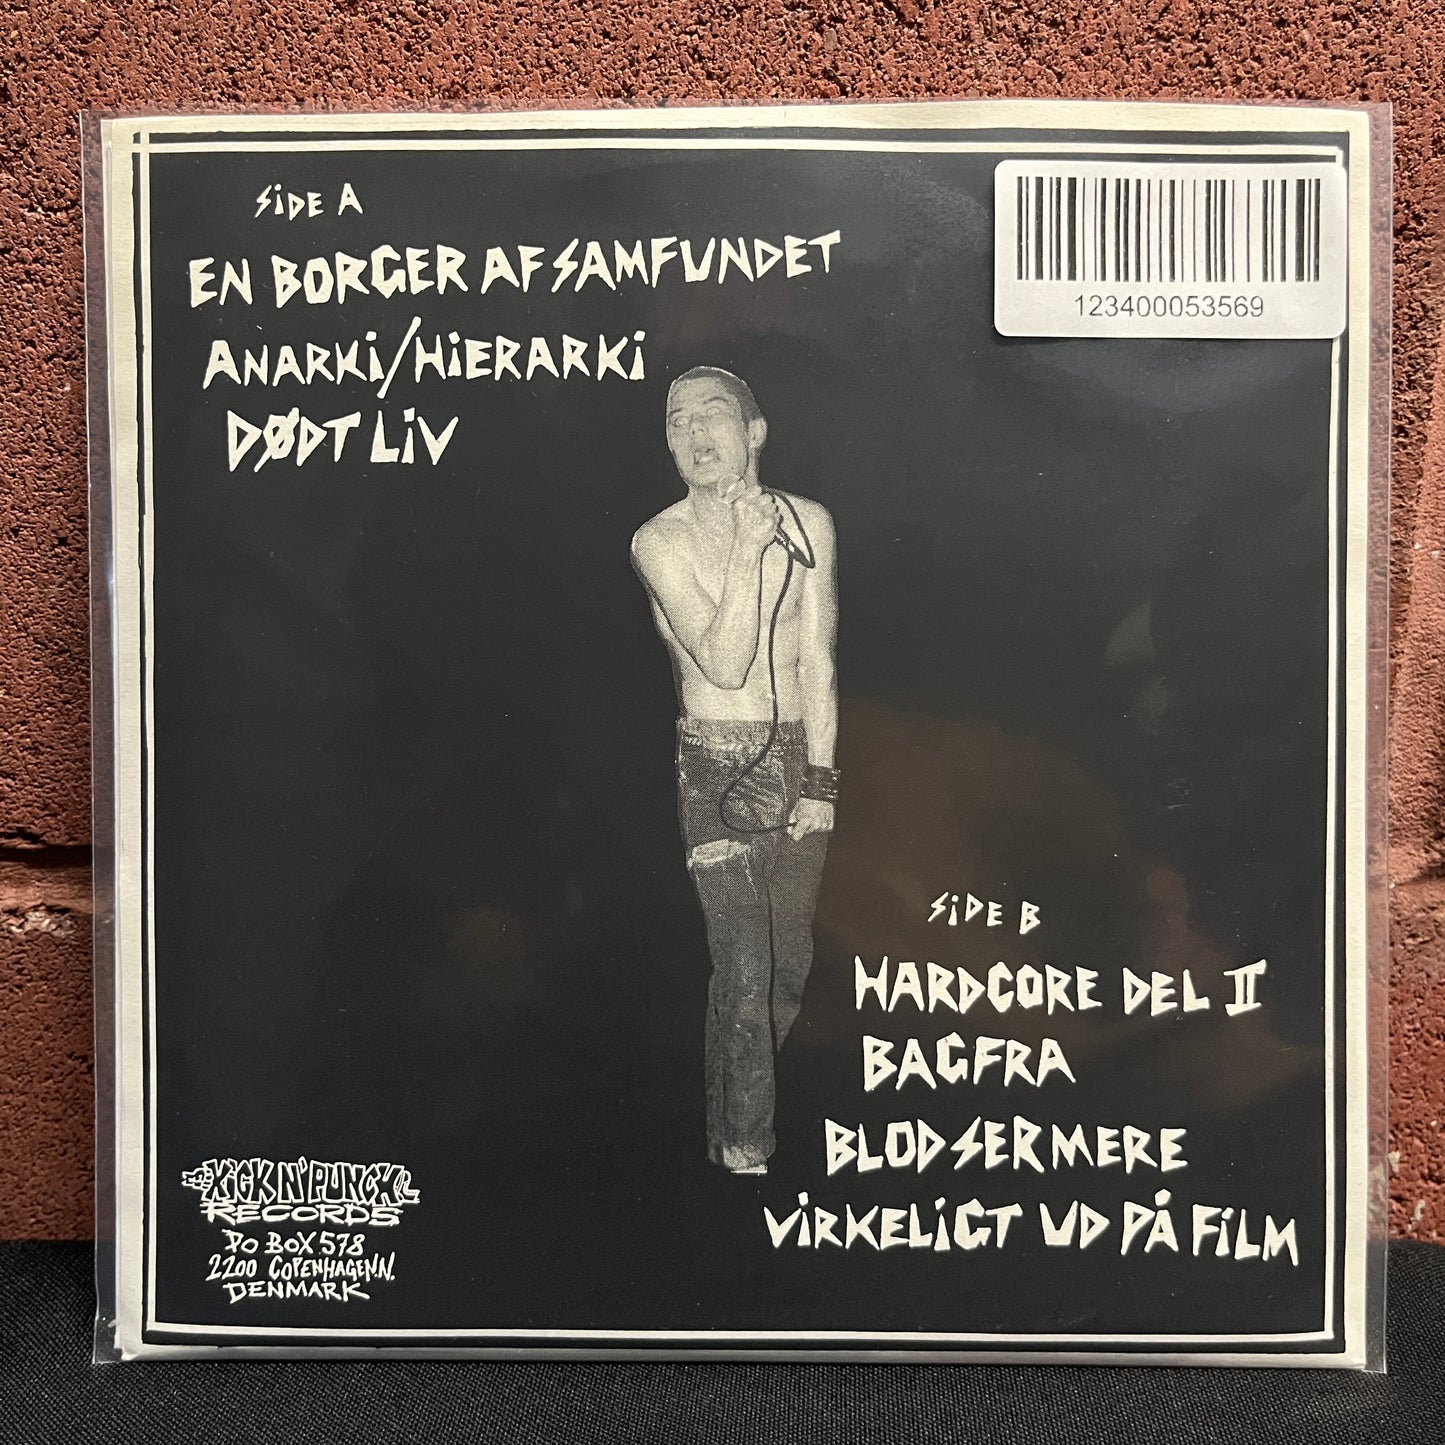 SiDE A
EN BORGER AF SAMFUNDET
ANARKi/HiERARKi
DØDT LiV
123400053569
SiDE B
HARDCORE DEL II
BAGFRA
BLOD SER MERE
ViRKELiGT UD PÅ FiLM
KiCK N' PUNCH
RECORDS
PO BOX 578
2200 COPENHAGEN.N.
DENMARK